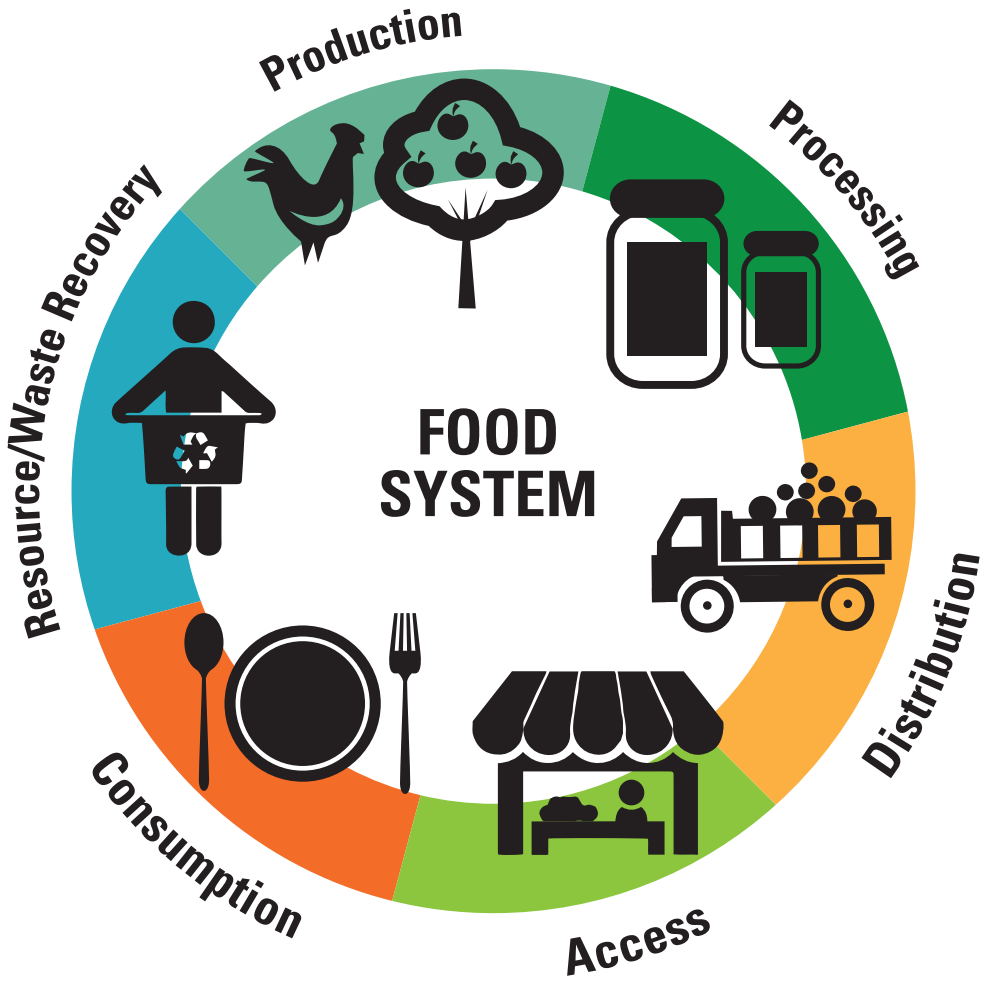 Production
Processing
Distribution
Access
Consumption
Resource/Waste Recovery
FOOD
SYSTEM